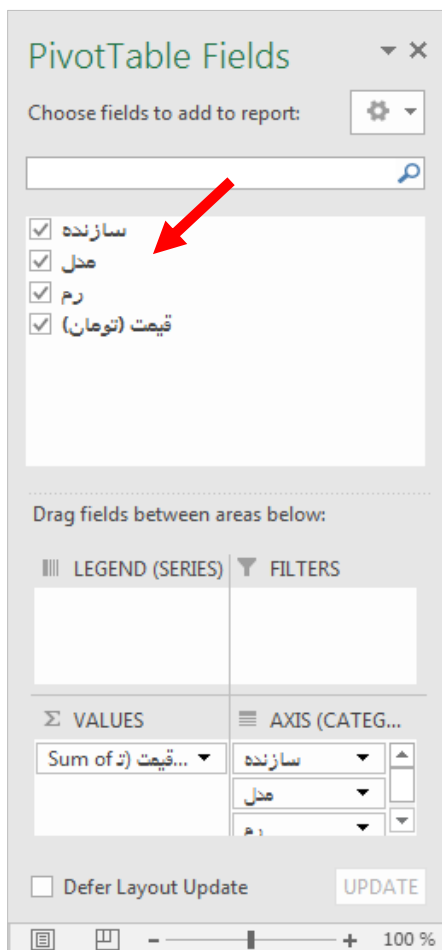 PivotTable Fields
Choose fields to add to report:
سازنده
مدل
رم
قیمت (تومان)
Drag fields between areas below:
LEGEND (SERIES)
FILTERS
Σ VALUES
AXIS (CATEG...
Sum of قیمت (ت...
سازنده
مدل
رم
Defer Layout Update
UPDATE
100 %